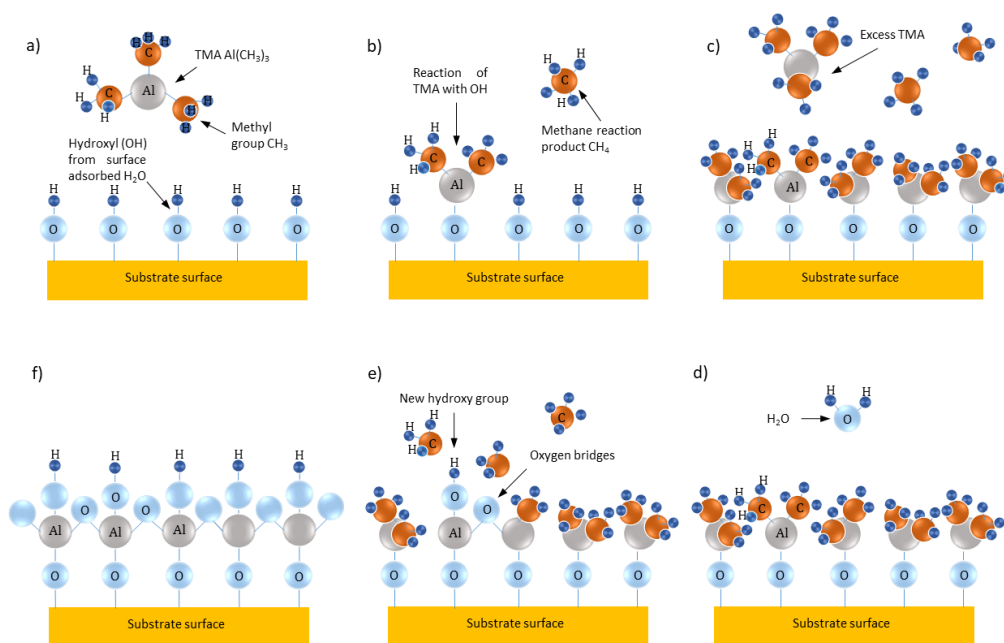 a)
H
H
H
C
TMA Al(CH₃)₃
H
H
H
C
Al
H
H
H
Methyl
group CH₃
Hydroxyl (OH)
from surface
adsorbed H₂O
H H H H H
O O O O O
Substrate surface
b)
Reaction of
TMA with OH
H
H
C
H
H
Methane reaction
product CH₄
H
H
C
C
Al
H H H H
O O O O O
Substrate surface
c)
Excess TMA
C
C
H
H
H
C
C
Al
O O O O O
Substrate surface
f)
H H H H H
O
Al O Al O Al
O O O O O
Substrate surface
e)
New hydroxy group
H
H
H
C
C
Oxygen bridges
H
O
O
Al
O O O O O
Substrate surface
d)
H
H
H₂O
O
H
H
H
C
C
Al
O O O O O
Substrate surface